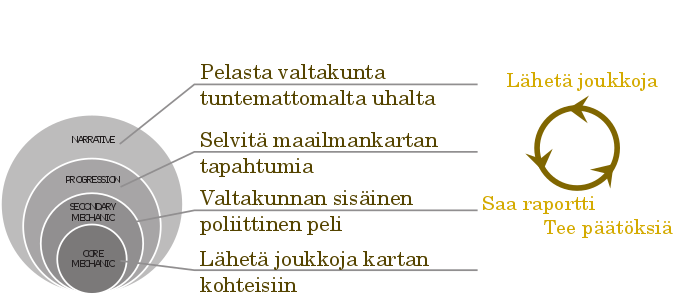 NARRATIVE
PROGRESSION
SECONDARY
MECHANIC
CORE
MECHANIC
Pelasta valtakunta
tuntemattomalta uhalta
Selvitä maailmankartan
tapahtumia
Valtakunnan sisäinen
poliittinen peli
Lähetä joukkoja kartan
kohteisiin
Lähetä joukkoja
Saa raportti
Tee päätöksiä